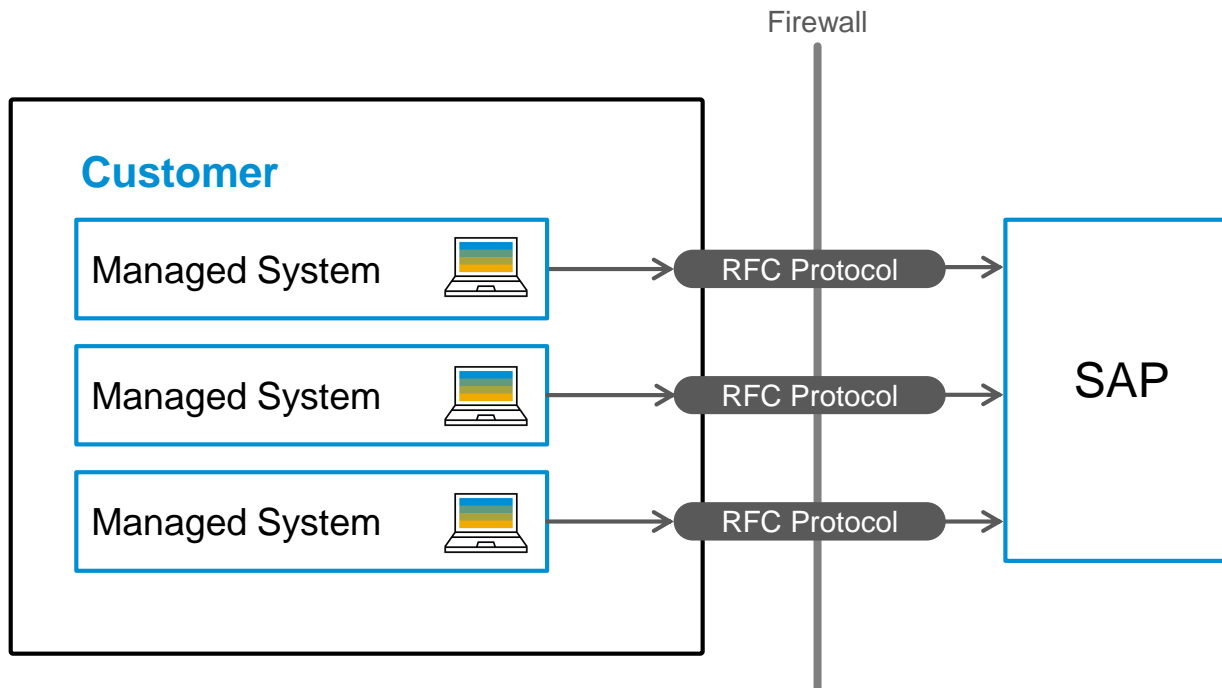 Firewall
Customer
Managed System
RFC Protocol
Managed System
RFC Protocol
SAP
Managed System
RFC Protocol